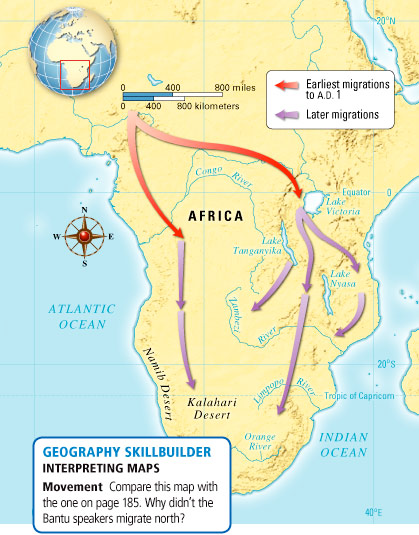 20°N
0 400 800 miles
0 400 800 kilometers
Earliest migrations
to A.D. 1
Later migrations
Congo
River
Equator 0
Lake
Victoria
AFRICA
N
W E
S
Lake
Tanganyika
Lake
Nyasa
ATLANTIC
OCEAN
Zambezi
River
Namib Desert
20°S
Limpopo River
Tropic of Capricorn
Kalahari
Desert
Orange
River
INDIAN
OCEAN
GEOGRAPHY SKILLBUILDER
INTERPRETING MAPS
Movement Compare this map with
the one on page 185. Why didn't the
Bantu speakers migrate north?
40°E